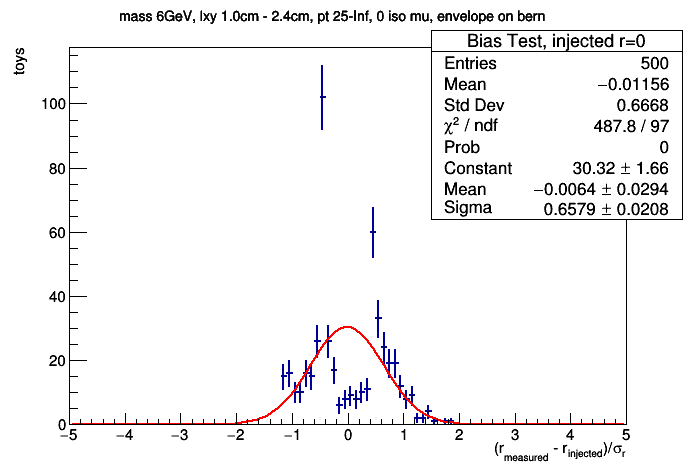 mass 6GeV, lxy 1.0cm - 2.4cm, pt 25-Inf, 0 iso mu, envelope on bern
Bias Test, injected r=0
Entries 500
Mean −0.01156
Std Dev 0.6668
χ² / ndf 487.8 / 97
Prob 0
Constant 30.32 ± 1.66
Mean −0.0064 ± 0.0294
Sigma 0.6579 ± 0.0208
toys
100
80
60
40
20
0
−5 −4 −3 −2 −1 0 1 2 3 4 5
(r_measured - r_injected)/σ_r